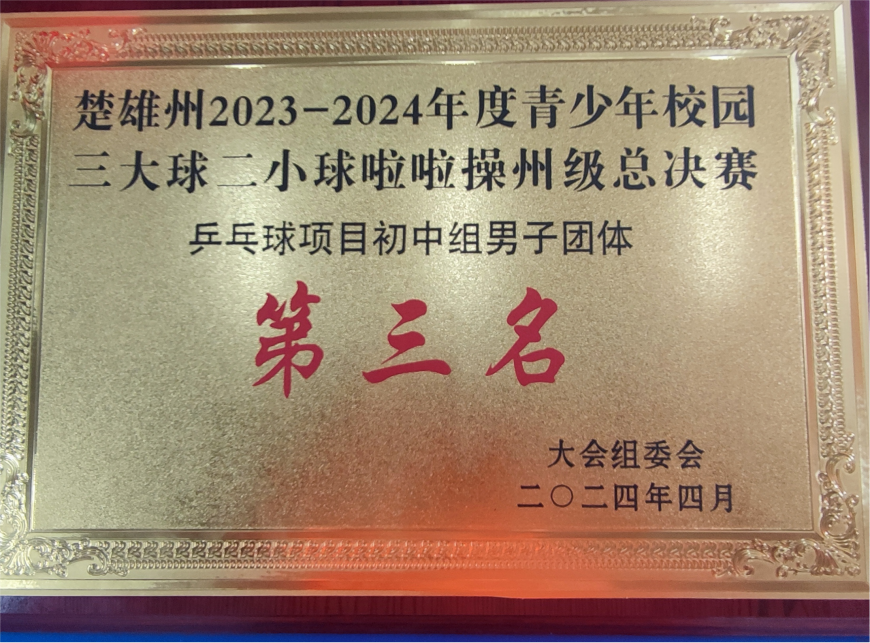 楚雄州2023-2024年度青少年校园
三大球二小球啦啦操州级总决赛
乒乓球项目初中组男子团体
第三名
大会组委会
二〇二四年四月